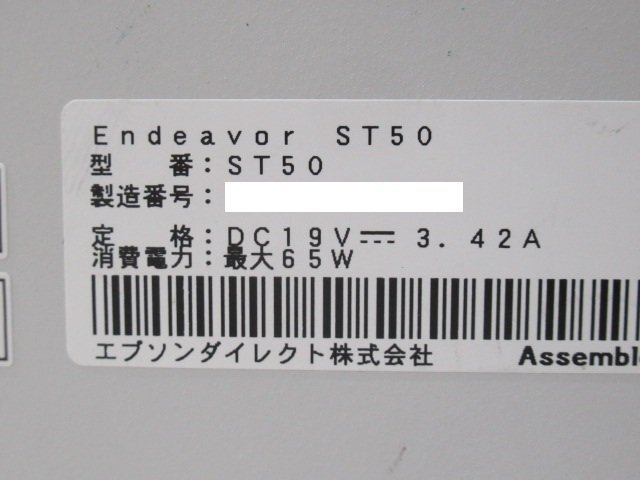 Endeavor ST50
型　番：ST50
製造番号：
定　格：DC19V⎓ 3.42A
消費電力：最大65W
エプソンダイレクト株式会社 Assemble